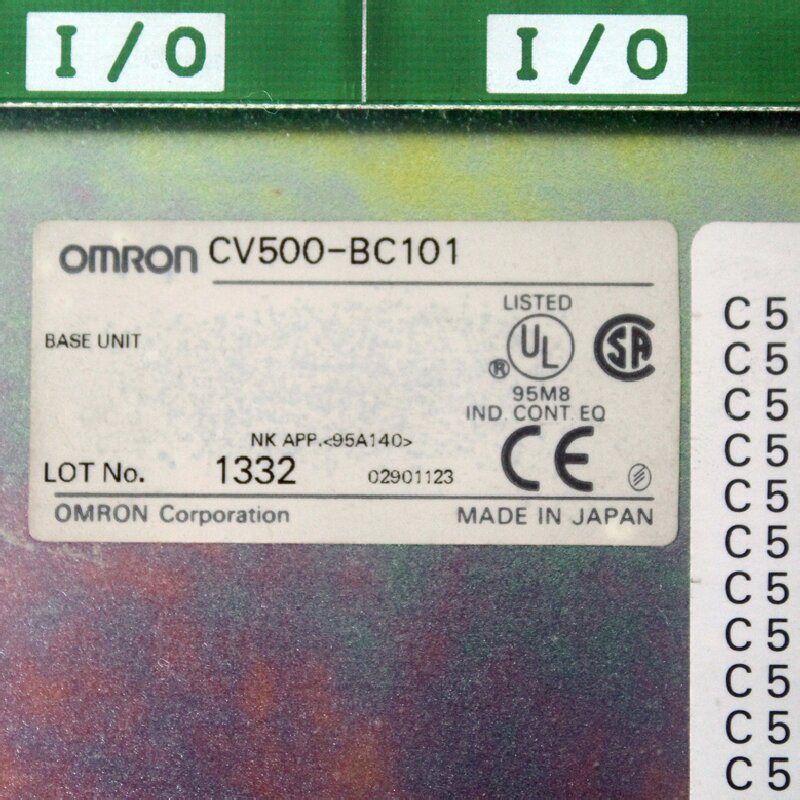 I/O I/O
OMRON CV500-BC101
BASE UNIT
LISTED
UL
®
SA
95M8
IND. CONT. EQ
NK APP.<95A140>
CE
LOT No. 1332 02901123
OMRON Corporation MADE IN JAPAN
C5
C5
C5
C5
C5
C5
C5
C5
C5
C5
C5